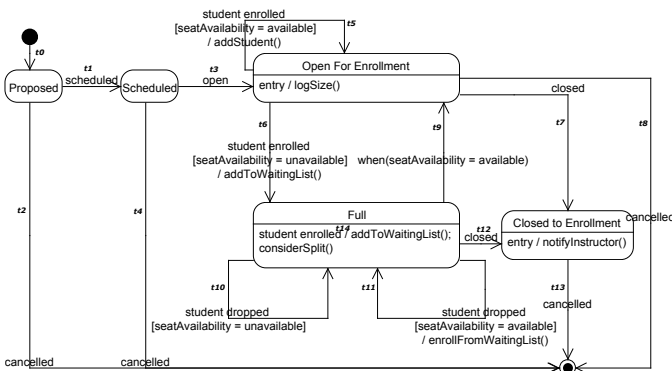 student enrolled
[seatAvailability = available]
/ addStudent()
t5
t0
t1
scheduled
t3
open
Proposed
Scheduled
Open For Enrollment
entry / logSize()
closed
t6
t9
t7
t8
student enrolled
[seatAvailability = unavailable]
/ addToWaitingList()
when(seatAvailability = available)
t2
t4
Full
t14
student enrolled / addToWaitingList();
considerSplit()
t12
closed
Closed to Enrollment
entry / notifyInstructor()
cancelled
t10
t11
t13
student dropped
[seatAvailability = unavailable]
student dropped
[seatAvailability = available]
/ enrollFromWaitingList()
cancelled
cancelled
cancelled